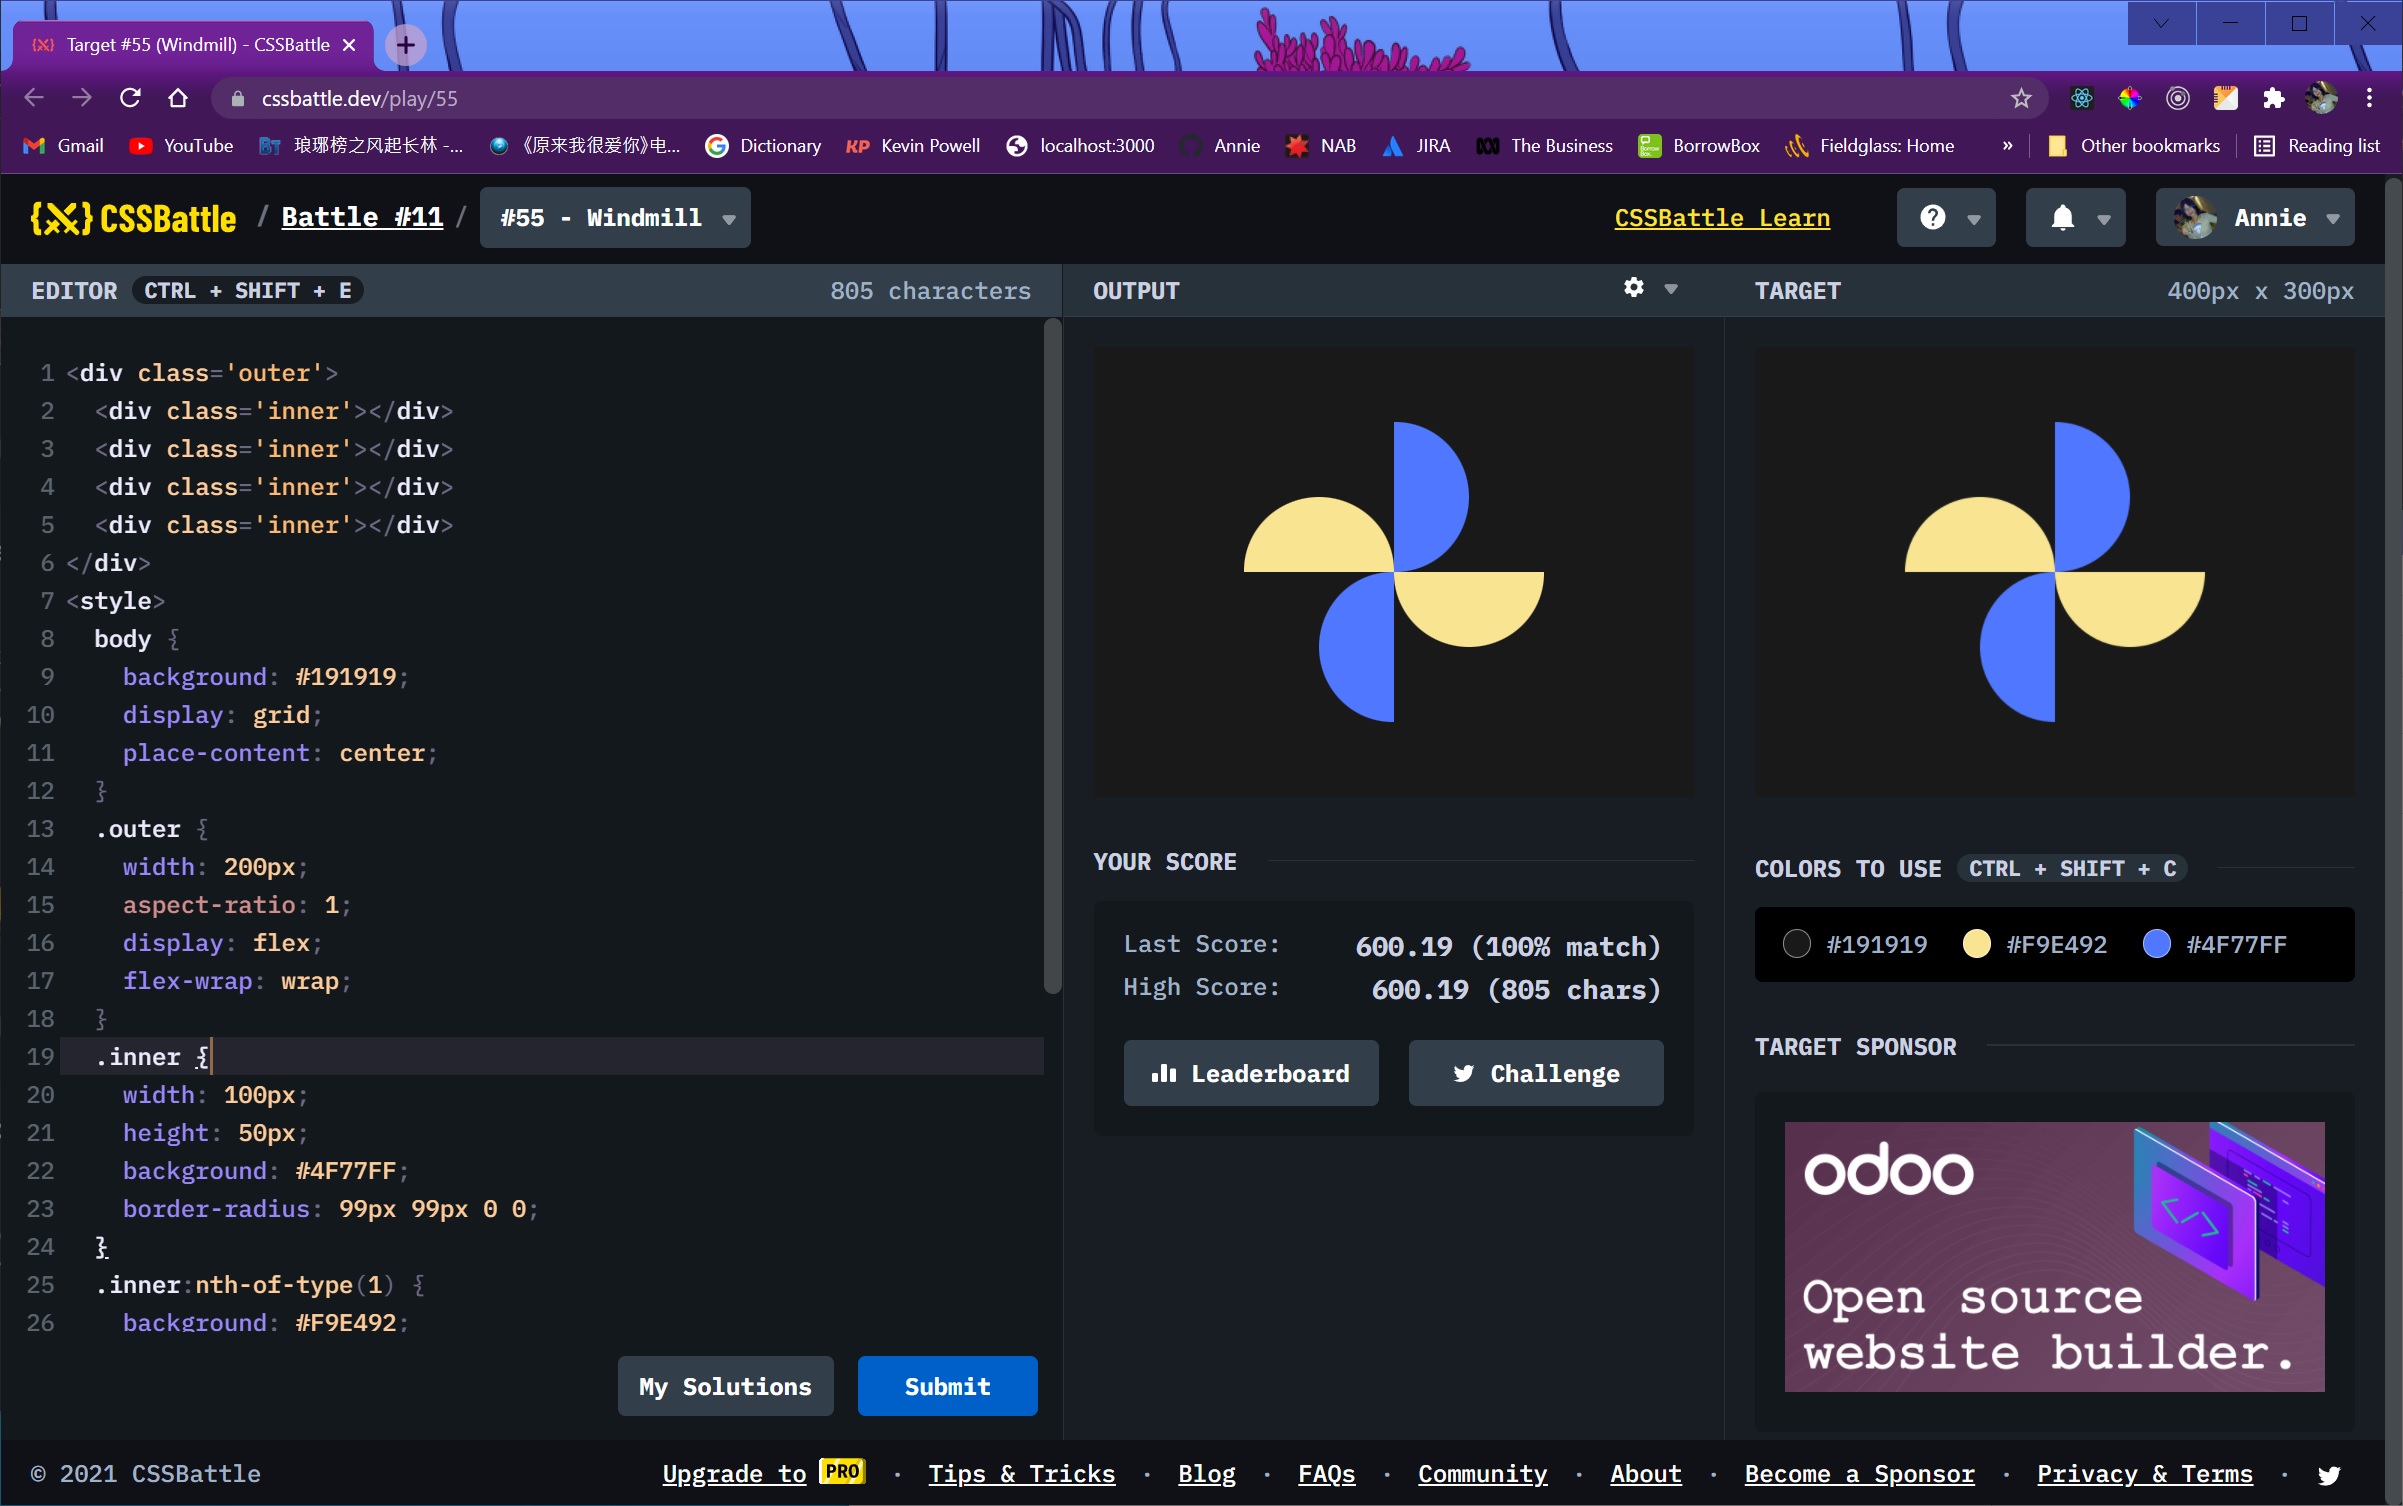 Target #55 (Windmill) - CSSBattle
cssbattle.dev/play/55
Gmail YouTube BT 琅琊榜之风起长林 -... 《原来我很爱你》电... Dictionary KP Kevin Powell localhost:3000 Annie NAB JIRA The Business BorrowBox Fieldglass: Home » Other bookmarks Reading list
CSSBattle / Battle #11 / #55 - Windmill CSSBattle Learn Annie
EDITOR CTRL + SHIFT + E 805 characters OUTPUT TARGET 400px x 300px
1 <div class='outer'>
2 <div class='inner'></div>
3 <div class='inner'></div>
4 <div class='inner'></div>
5 <div class='inner'></div>
6 </div>
7 <style>
8 body {
9 background: #191919;
10 display: grid;
11 place-content: center;
12 }
13 .outer {
14 width: 200px;
15 aspect-ratio: 1;
16 display: flex;
17 flex-wrap: wrap;
18 }
19 .inner {
20 width: 100px;
21 height: 50px;
22 background: #4F77FF;
23 border-radius: 99px 99px 0 0;
24 }
25 .inner:nth-of-type(1) {
26 background: #F9E492;
My Solutions Submit
YOUR SCORE
Last Score: 600.19 (100% match)
High Score: 600.19 (805 chars)
Leaderboard Challenge
COLORS TO USE CTRL + SHIFT + C
#191919 #F9E492 #4F77FF
TARGET SPONSOR
odoo
Open source
website builder.
© 2021 CSSBattle Upgrade to PRO · Tips & Tricks · Blog · FAQs · Community · About · Become a Sponsor · Privacy & Terms ·